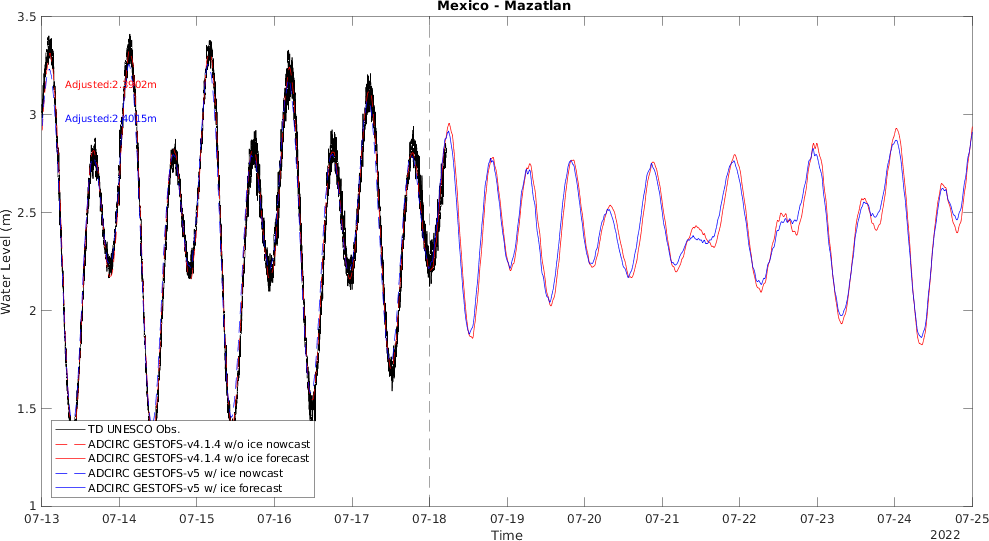 Mexico - Mazatlan
Water Level (m)
3.5
3
2.5
2
1.5
1
Adjusted:2.3902m
Adjusted:2.4015m
TD UNESCO Obs.
ADCIRC GESTOFS-v4.1.4 w/o ice nowcast
ADCIRC GESTOFS-v4.1.4 w/o ice forecast
ADCIRC GESTOFS-v5 w/ ice nowcast
ADCIRC GESTOFS-v5 w/ ice forecast
07-13 07-14 07-15 07-16 07-17 07-18 07-19 07-20 07-21 07-22 07-23 07-24 07-25
Time
2022